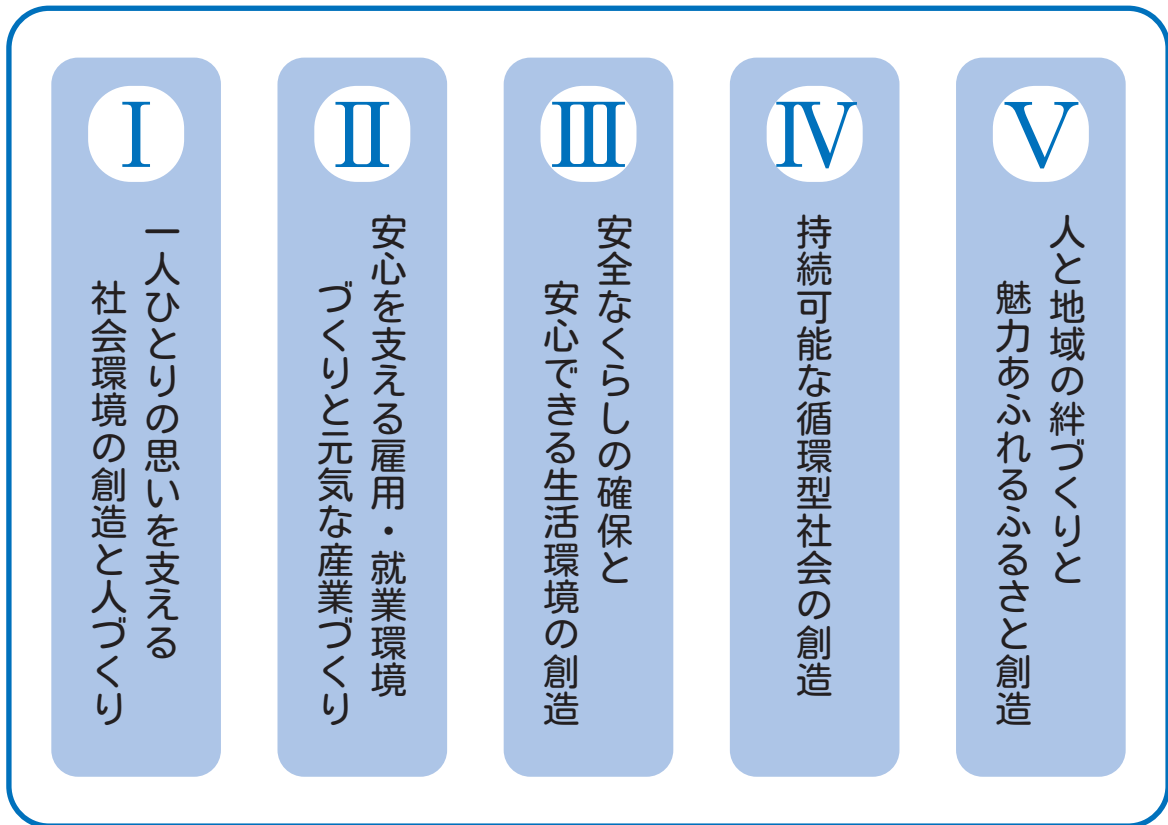 Ⅰ
一人ひとりの思いを支える
社会環境の創造と人づくり
Ⅱ
安心を支える雇用・就業環境
づくりと元気な産業づくり
Ⅲ
安全なくらしの確保と
安心できる生活環境の創造
Ⅳ
持続可能な循環型社会の創造
Ⅴ
人と地域の絆づくりと
魅力あふれるふるさと創造